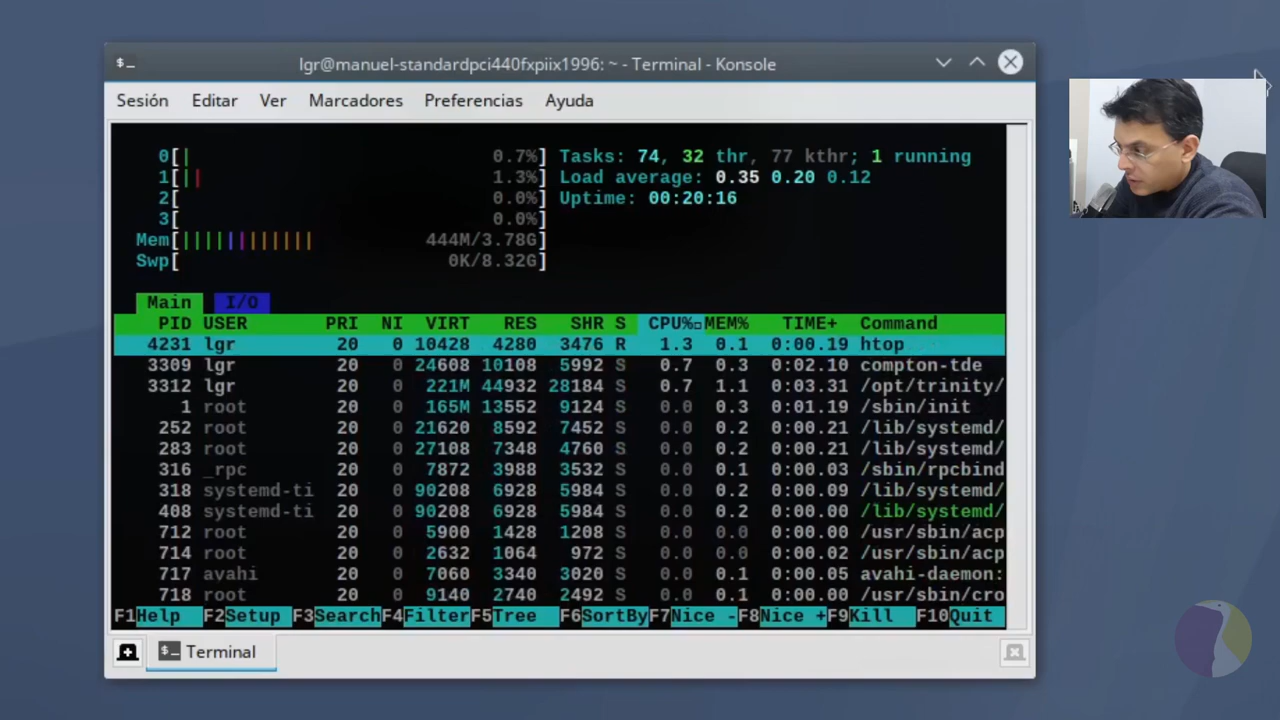 lgr@manuel-standardpci440fxpiix1996: ~ - Terminal - Konsole
Sesión Editar Ver Marcadores Preferencias Ayuda
0[| 0.7%] Tasks: 74, 32 thr, 77 kthr; 1 running
1[|| 1.3%] Load average: 0.35 0.20 0.12
2[ 0.0%] Uptime: 00:20:16
3[ 0.0%]
Mem[|||||||||||| 444M/3.78G]
Swp[ 0K/8.32G]
Main I/O
PID USER PRI NI VIRT RES SHR S CPU%▫MEM% TIME+ Command
4231 lgr 20 0 10428 4280 3476 R 1.3 0.1 0:00.19 htop
3309 lgr 20 0 24608 10108 5992 S 0.7 0.3 0:02.10 compton-tde
3312 lgr 20 0 221M 44932 28184 S 0.7 1.1 0:03.31 /opt/trinity/
1 root 20 0 165M 13552 9124 S 0.0 0.3 0:01.19 /sbin/init
252 root 20 0 21620 8592 7452 S 0.0 0.2 0:00.21 /lib/systemd/
283 root 20 0 27108 7348 4760 S 0.0 0.2 0:00.21 /lib/systemd/
316 _rpc 20 0 7872 3988 3532 S 0.0 0.1 0:00.03 /sbin/rpcbind
318 systemd-ti 20 0 90208 6928 5984 S 0.0 0.2 0:00.09 /lib/systemd/
408 systemd-ti 20 0 90208 6928 5984 S 0.0 0.2 0:00.00 /lib/systemd/
712 root 20 0 5900 1428 1208 S 0.0 0.0 0:00.00 /usr/sbin/acp
714 root 20 0 2632 1064 972 S 0.0 0.0 0:00.02 /usr/sbin/acp
717 avahi 20 0 7060 3340 3020 S 0.0 0.1 0:00.05 avahi-daemon:
718 root 20 0 9140 2740 2492 S 0.0 0.1 0:00.00 /usr/sbin/cro
F1Help F2Setup F3SearchF4FilterF5Tree F6SortByF7Nice -F8Nice +F9Kill F10Quit
Terminal